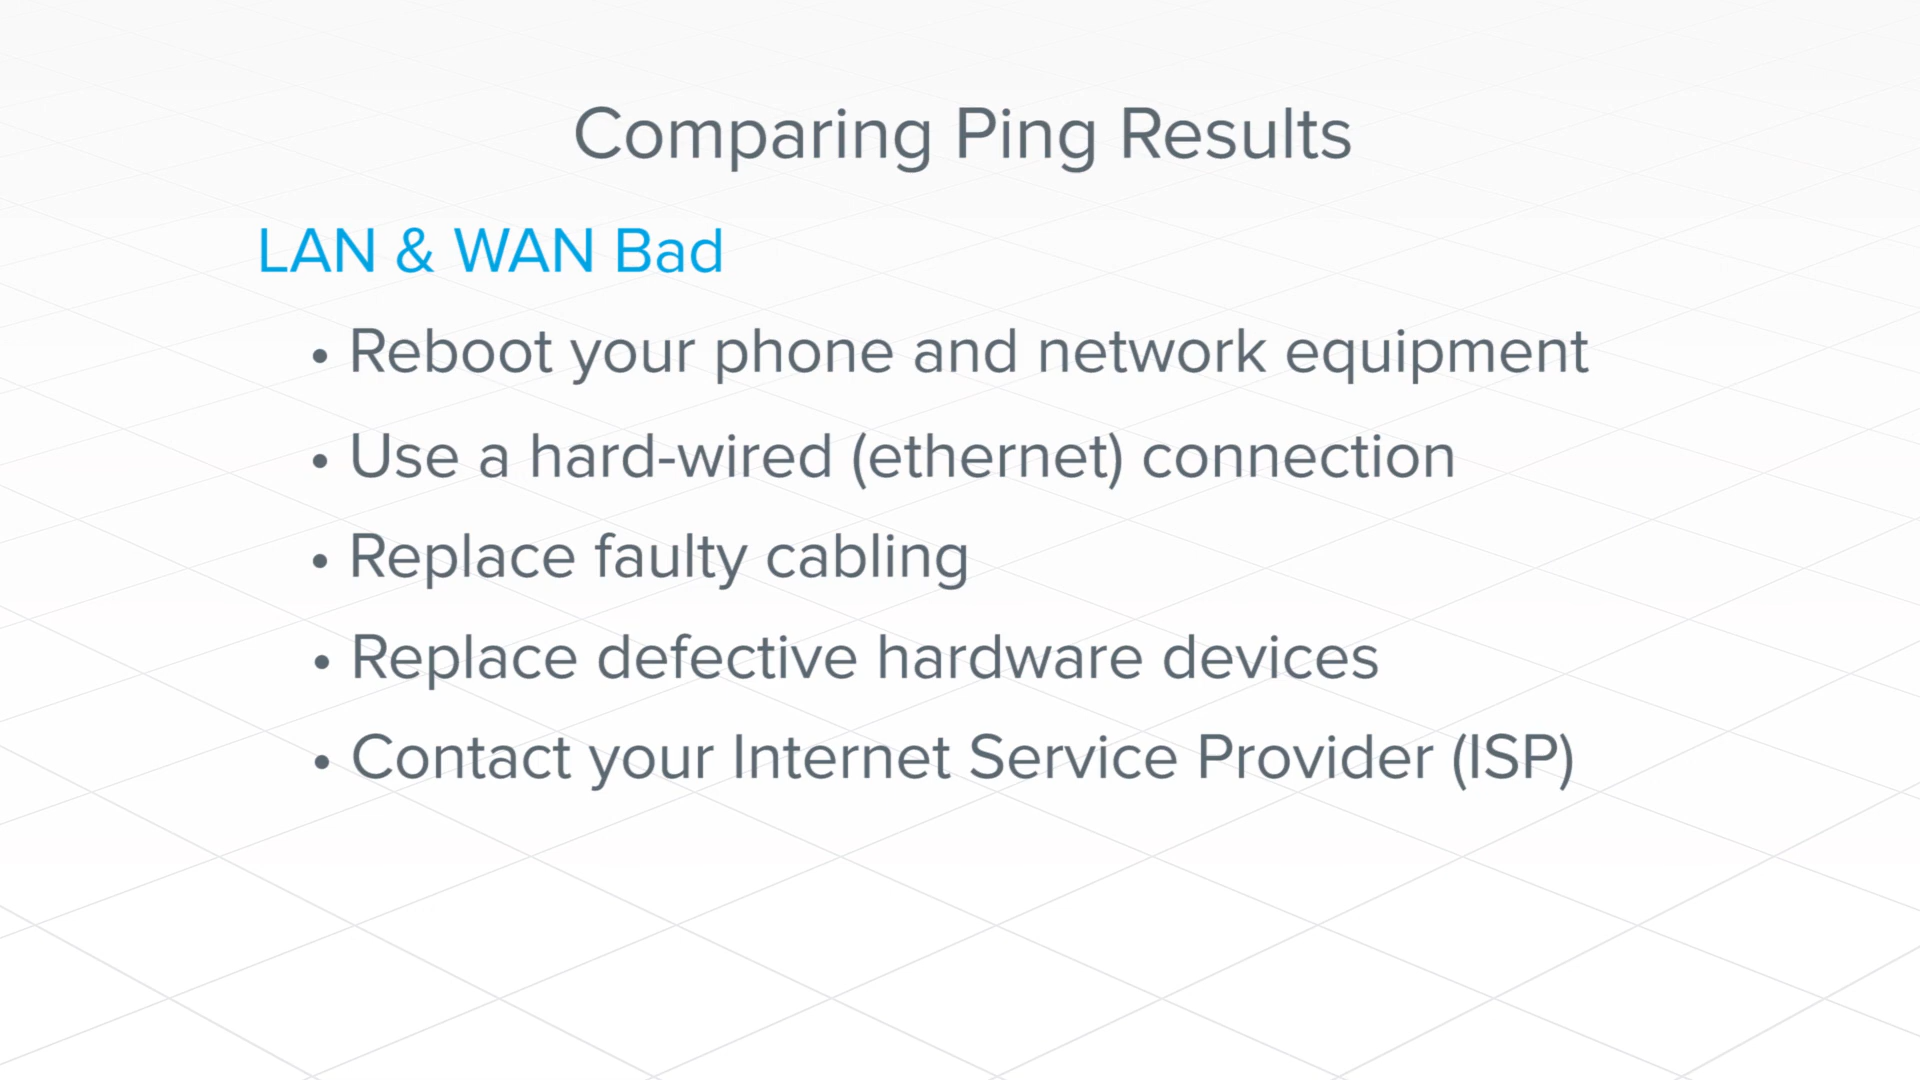 Comparing Ping Results
LAN & WAN Bad
• Reboot your phone and network equipment
• Use a hard-wired (ethernet) connection
• Replace faulty cabling
• Replace defective hardware devices
• Contact your Internet Service Provider (ISP)